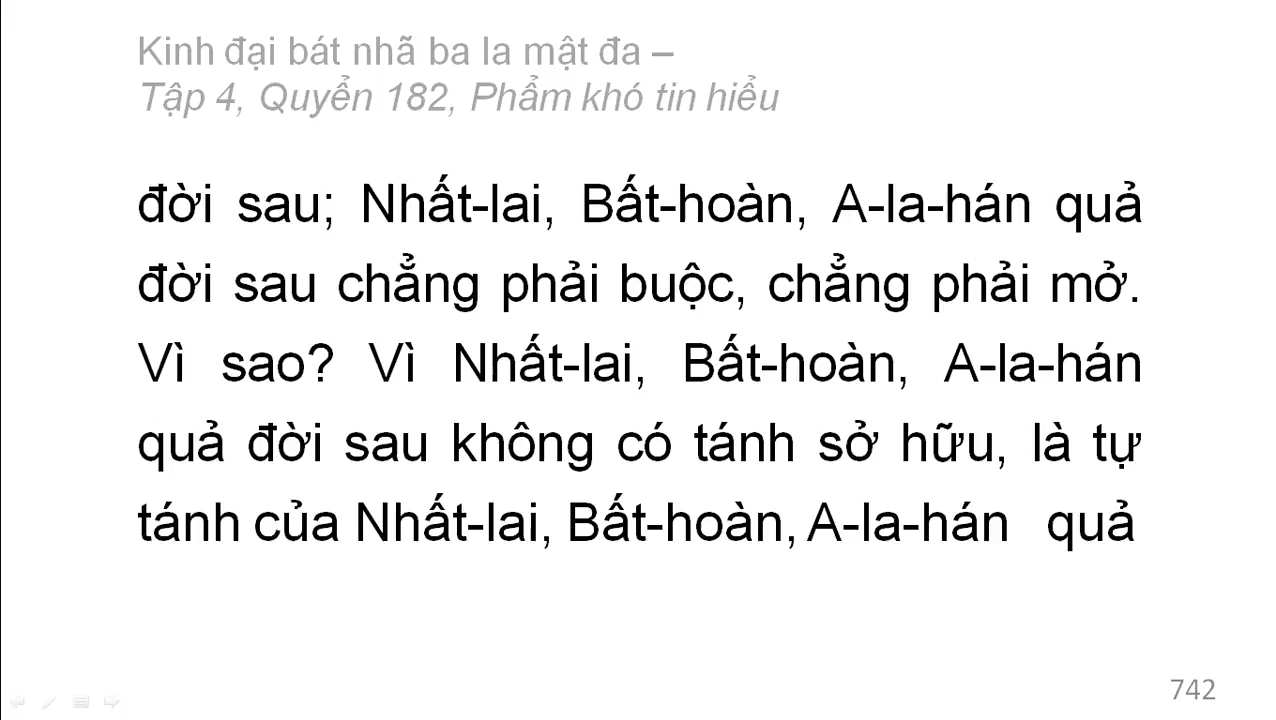 Kinh đại bát nhã ba la mật đa –
Tập 4, Quyển 182, Phẩm khó tin hiểu
đời sau; Nhất-lai, Bất-hoàn, A-la-hán quả
đời sau chẳng phải buộc, chẳng phải mở.
Vì sao? Vì Nhất-lai, Bất-hoàn, A-la-hán
quả đời sau không có tánh sở hữu, là tự
tánh của Nhất-lai, Bất-hoàn, A-la-hán quả
742